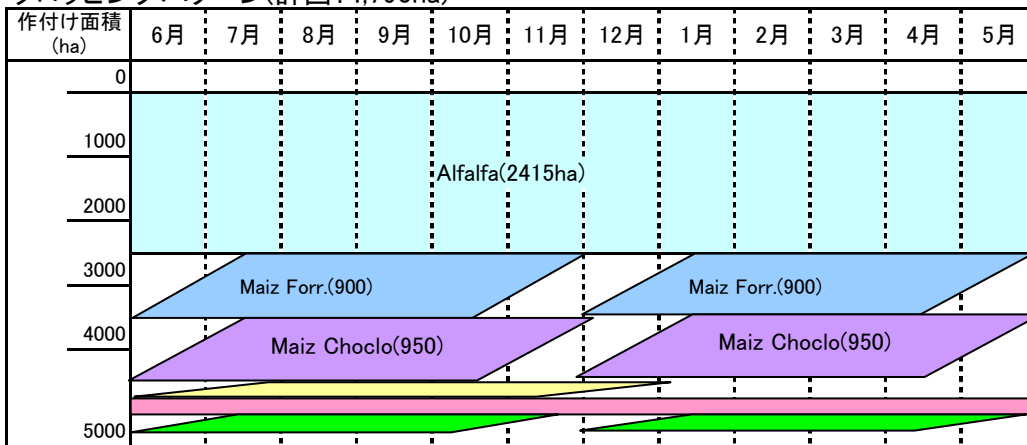 作付け面積
(ha)
6月 7月 8月 9月 10月 11月 12月 1月 2月 3月 4月 5月
0
1000
Alfalfa(2415ha)
2000
3000
Maiz Forr.(900) Maiz Forr.(900)
4000
Maiz Choclo(950) Maiz Choclo(950)
5000